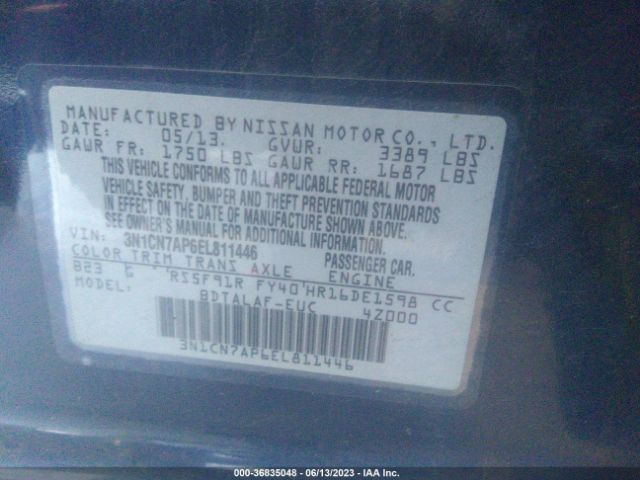 MANUFACTURED BY NISSAN MOTOR CO., LTD.
DATE: 05/13 GVWR: 3389 LBS
GAWR FR: 1750 LBS GAWR RR: 1687 LBS
THIS VEHICLE CONFORMS TO ALL APPLICABLE FEDERAL MOTOR
VEHICLE SAFETY, BUMPER AND THEFT PREVENTION STANDARDS
IN EFFECT ON THE DATE OF MANUFACTURE SHOWN ABOVE.
SEE OWNER'S MANUAL FOR ADDITIONAL INFORMATION.
VIN: 3N1CN7AP6EL811446 PASSENGER CAR.
COLOR TRIM TRANS AXLE ENGINE
B23 G RS5F91R FY40 HR16DE1598 CC
MODEL: BDTALAF-EUC 4Z000
3N1CN7AP6EL811446
000-36835048 - 06/13/2023 - IAA Inc.